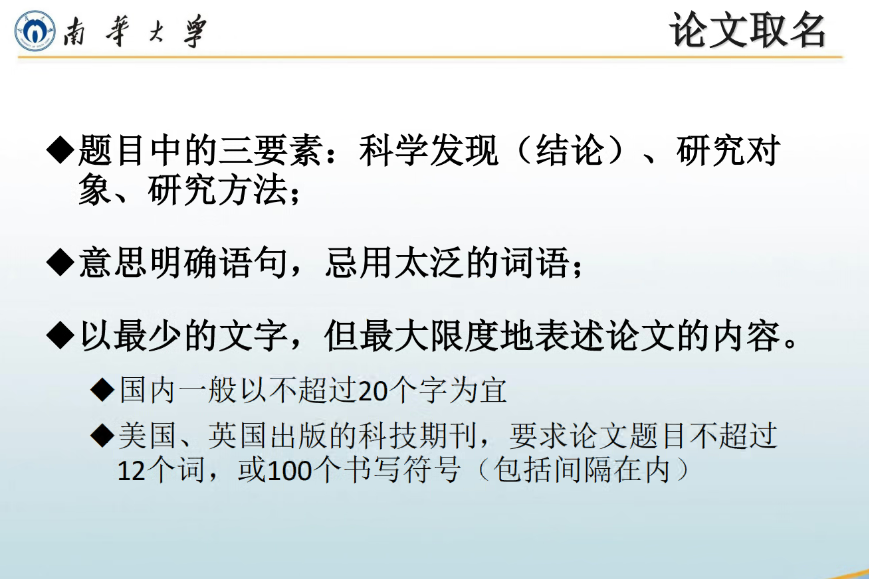 南华大学
论文取名
◆题目中的三要素：科学发现（结论）、研究对
象、研究方法；
◆意思明确语句，忌用太泛的词语；
◆以最少的文字，但最大限度地表述论文的内容。
◆国内一般以不超过20个字为宜
◆美国、英国出版的科技期刊，要求论文题目不超过
12个词，或100个书写符号（包括间隔在内）